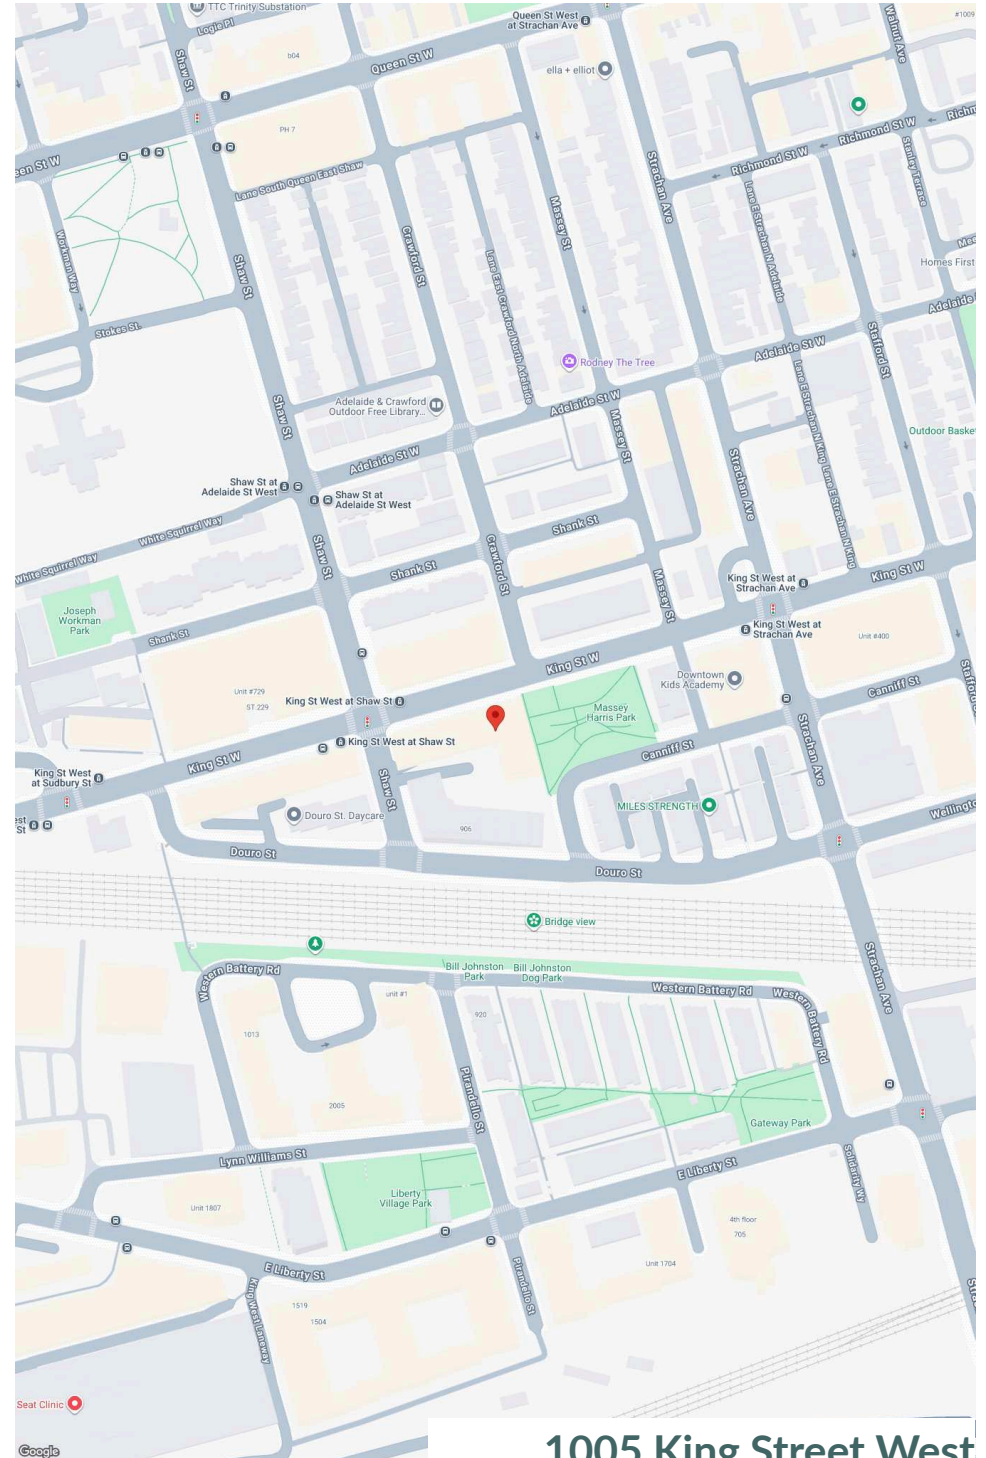 TTC Trinity Substation
Logie Pl
Queen St West
at Strachan Ave
#1009
Walnut Ave
Shaw St
b04
Queen St W
ella + elliot
PH 7
Richmond St W
Richmond St W
Lane South Queen East Shaw
Strachan Ave
Stanley Terrace
Massey St
Lane E Strachan N Adelaide
Workman Way
Shaw St
Crawford St
Lane East Crawford North Adelaide
Homes First
Stokes St.
Adelaide
Stafford St
Adelaide St W
Rodney The Tree
Adelaide & Crawford
Outdoor Free Library...
Adelaide St W
Shaw St
Massey St
Lane E Strachan N King
Lane E Strachan N King
Outdoor Basket
Adelaide St W
Strachan Ave
Shaw St at
Adelaide St West
Shaw St at
Adelaide St West
White Squirrel Way
White Squirrel Way
Shank St
Shaw St
Crawford St
Shank St
Massey St
King St West at
Strachan Ave
King St W
Joseph
Workman
Park
Shank St
King St West at
Strachan Ave
Unit #400
King St W
Downtown
Kids Academy
Stafford St
Canniff St
Unit #729
ST 229
King St West at Shaw St
Massey
Harris Park
King St West at Shaw St
Canniff St
Strachan Ave
King St W
King St West
at Sudbury St
Shaw St
MILES STRENGTH
Wellington
Douro St. Daycare
906
Douro St
Douro St
Bridge view
Strachan Ave
Western Battery Rd
Bill Johnston
Park
Bill Johnston
Dog Park
unit #1
Western Battery Rd
Western Battery Rd
920
1013
Pirandello St
2005
Gateway Park
Lynn Williams St
E Liberty St
Solidarity Wy
Liberty
Village Park
Unit 1807
4th floor
705
E Liberty St
Unit 1704
Pirandello St
King West Laneway
1519
1504
Seat Clinic
Google
1005 King Street West